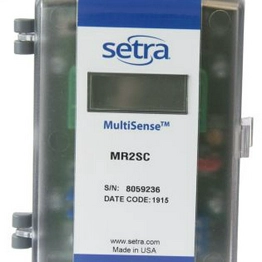 setra
MultiSense™
MR2SC
S/N: 8059236
DATE CODE: 1915
www.setra.com
Made in USA